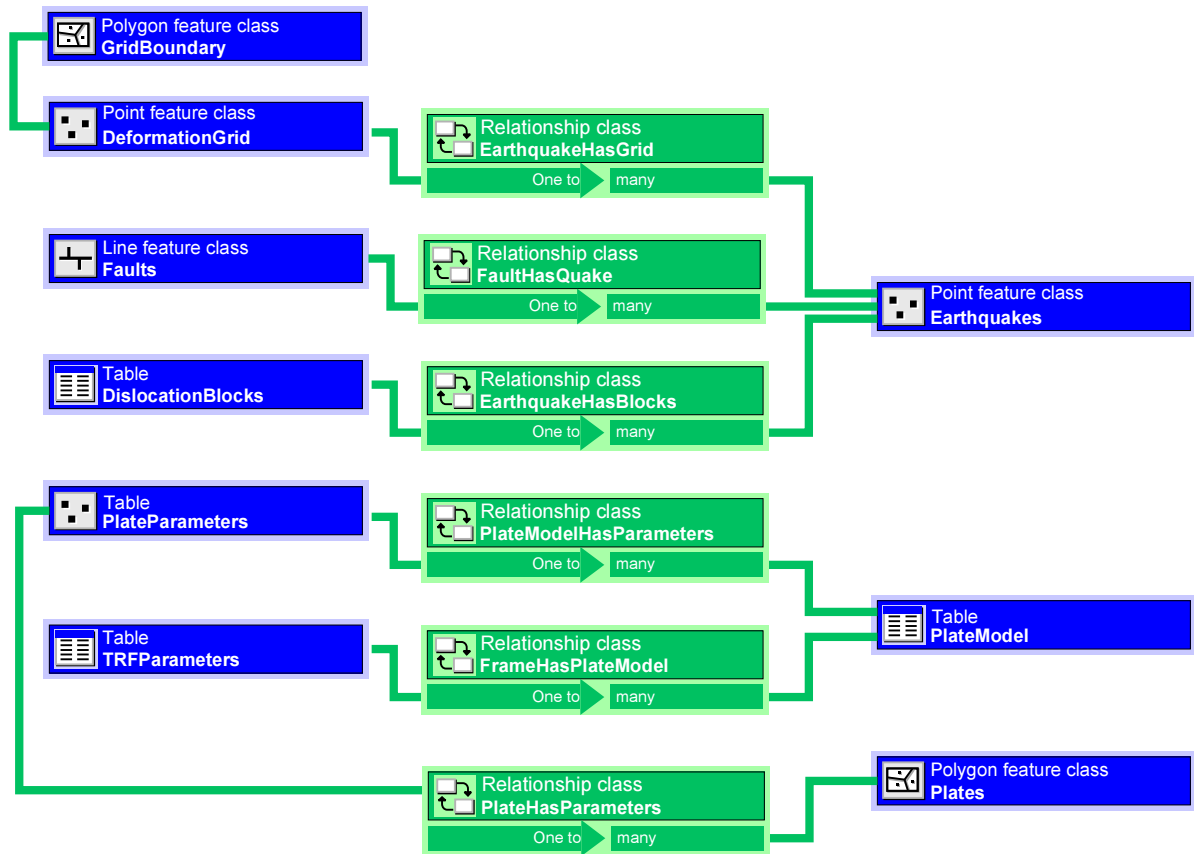 Polygon feature class
GridBoundary
Point feature class
DeformationGrid
Relationship class
EarthquakeHasGrid
One to many
Line feature class
Faults
Relationship class
FaultHasQuake
One to many
Point feature class
Earthquakes
Table
DislocationBlocks
Relationship class
EarthquakeHasBlocks
One to many
Table
PlateParameters
Relationship class
PlateModelHasParameters
One to many
Table
PlateModel
Table
TRFParameters
Relationship class
FrameHasPlateModel
One to many
Relationship class
PlateHasParameters
One to many
Polygon feature class
Plates